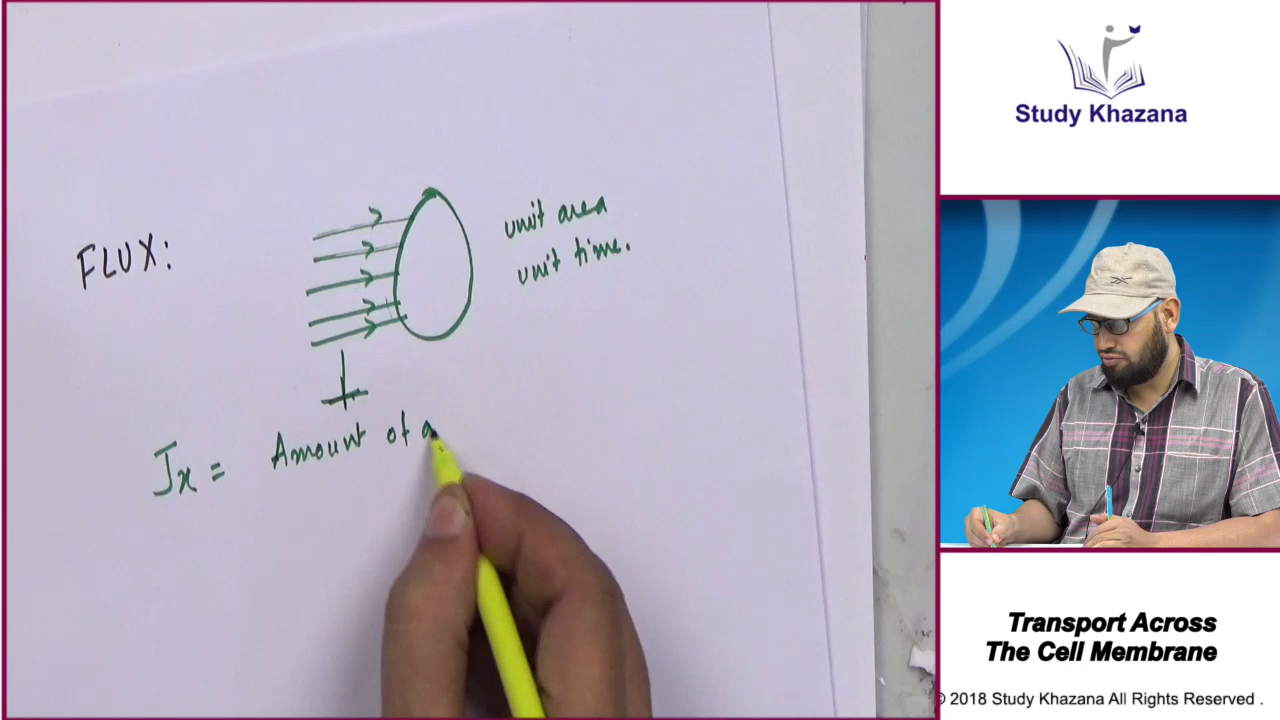 FLUX:
unit area
unit time.
Jx = Amount of a
Study Khazana
Transport Across
The Cell Membrane
© 2018 Study Khazana All Rights Reserved .